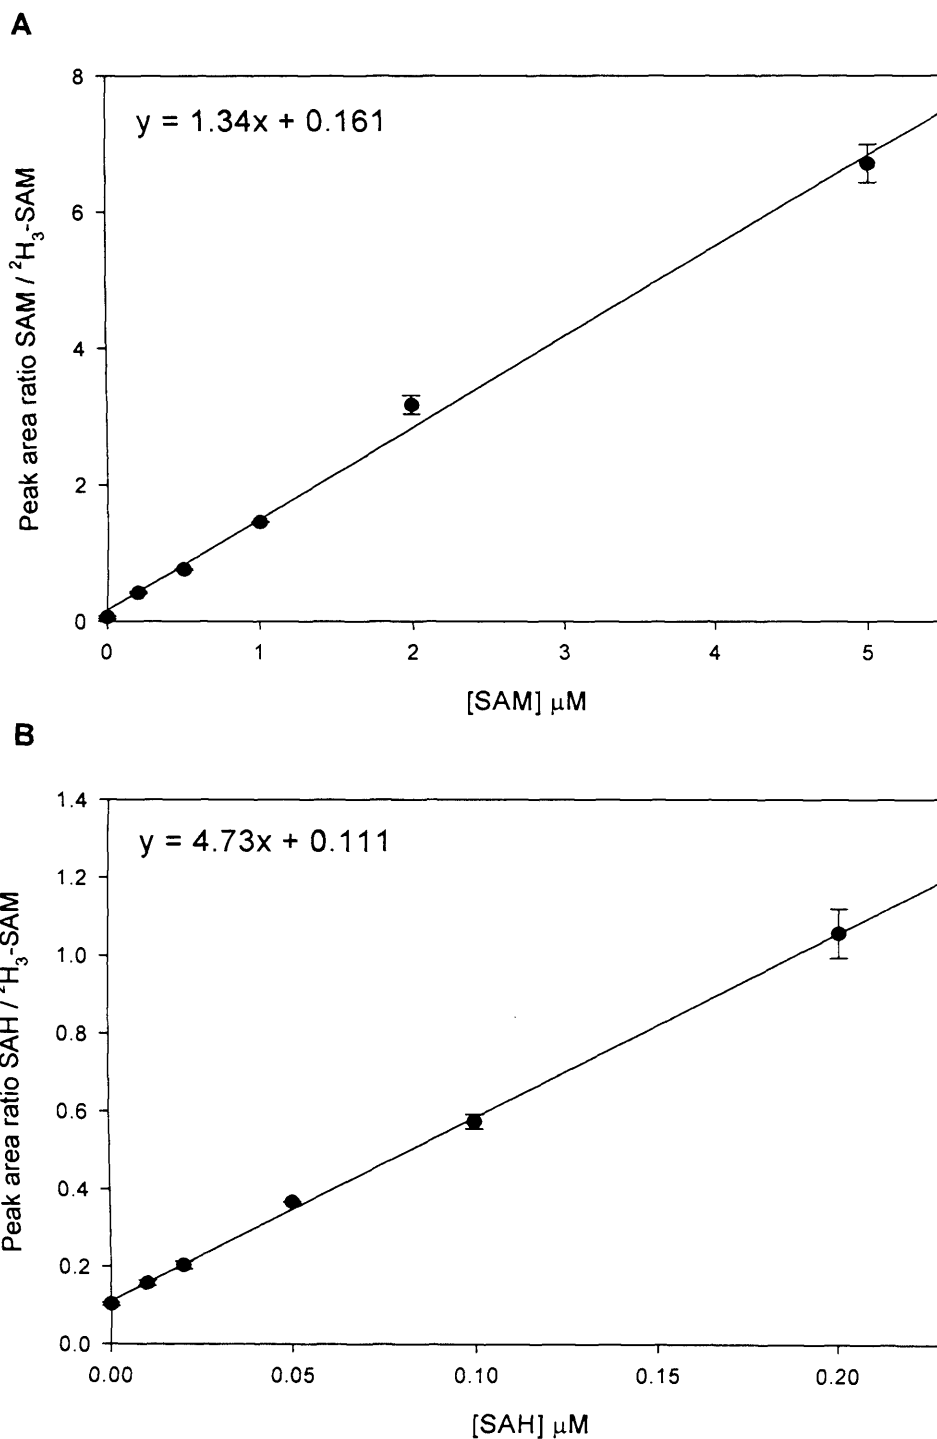 A
8
y = 1.34x + 0.161
6
4
2
0
Peak area ratio SAM / ²H₃-SAM
0 1 2 3 4 5
[SAM] µM
B
1.4
y = 4.73x + 0.111
1.2
1.0
0.8
0.6
0.4
0.2
0.0
Peak area ratio SAH / ²H₃-SAM
0.00 0.05 0.10 0.15 0.20
[SAH] µM